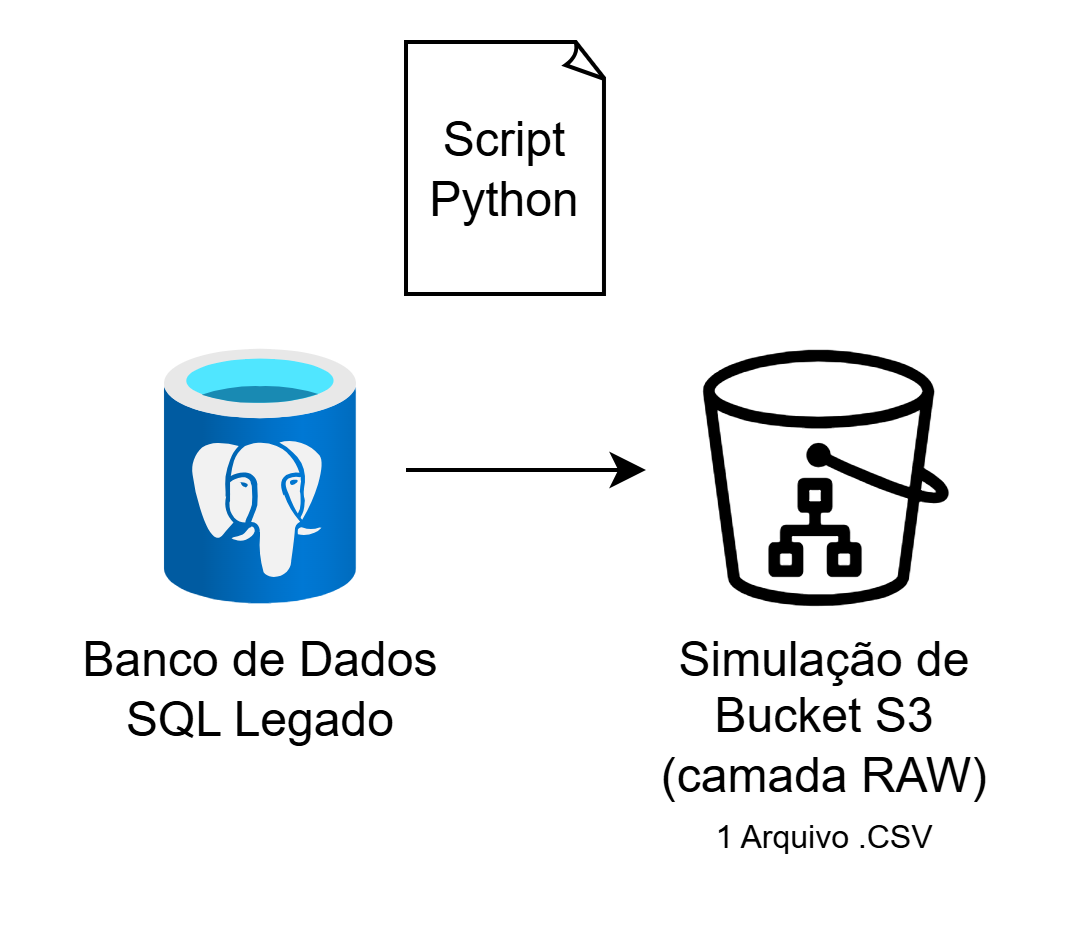 Script
Python
Banco de Dados
SQL Legado
Simulação de
Bucket S3
(camada RAW)
1 Arquivo .CSV